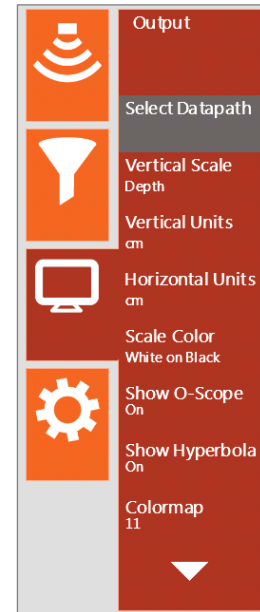 Output
Select Datapath
Vertical Scale
Depth
Vertical Units
cm
Horizontal Units
cm
Scale Color
White on Black
Show O-Scope
On
Show Hyperbola
On
Colormap
11